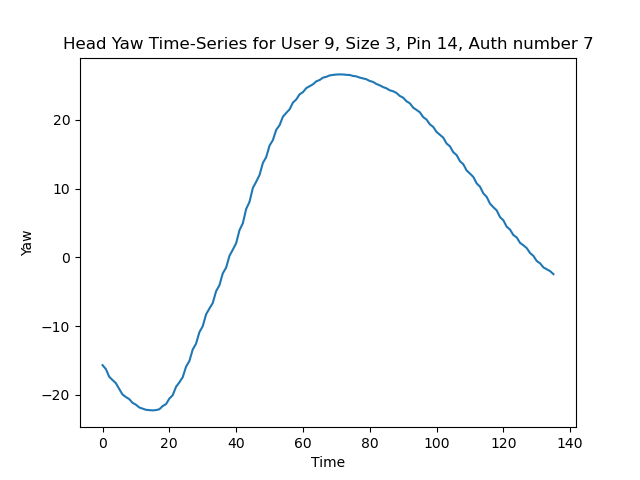 Head Yaw Time-Series for User 9, Size 3, Pin 14, Auth number 7
Yaw
20
10
0
−10
−20
0 20 40 60 80 100 120 140
Time